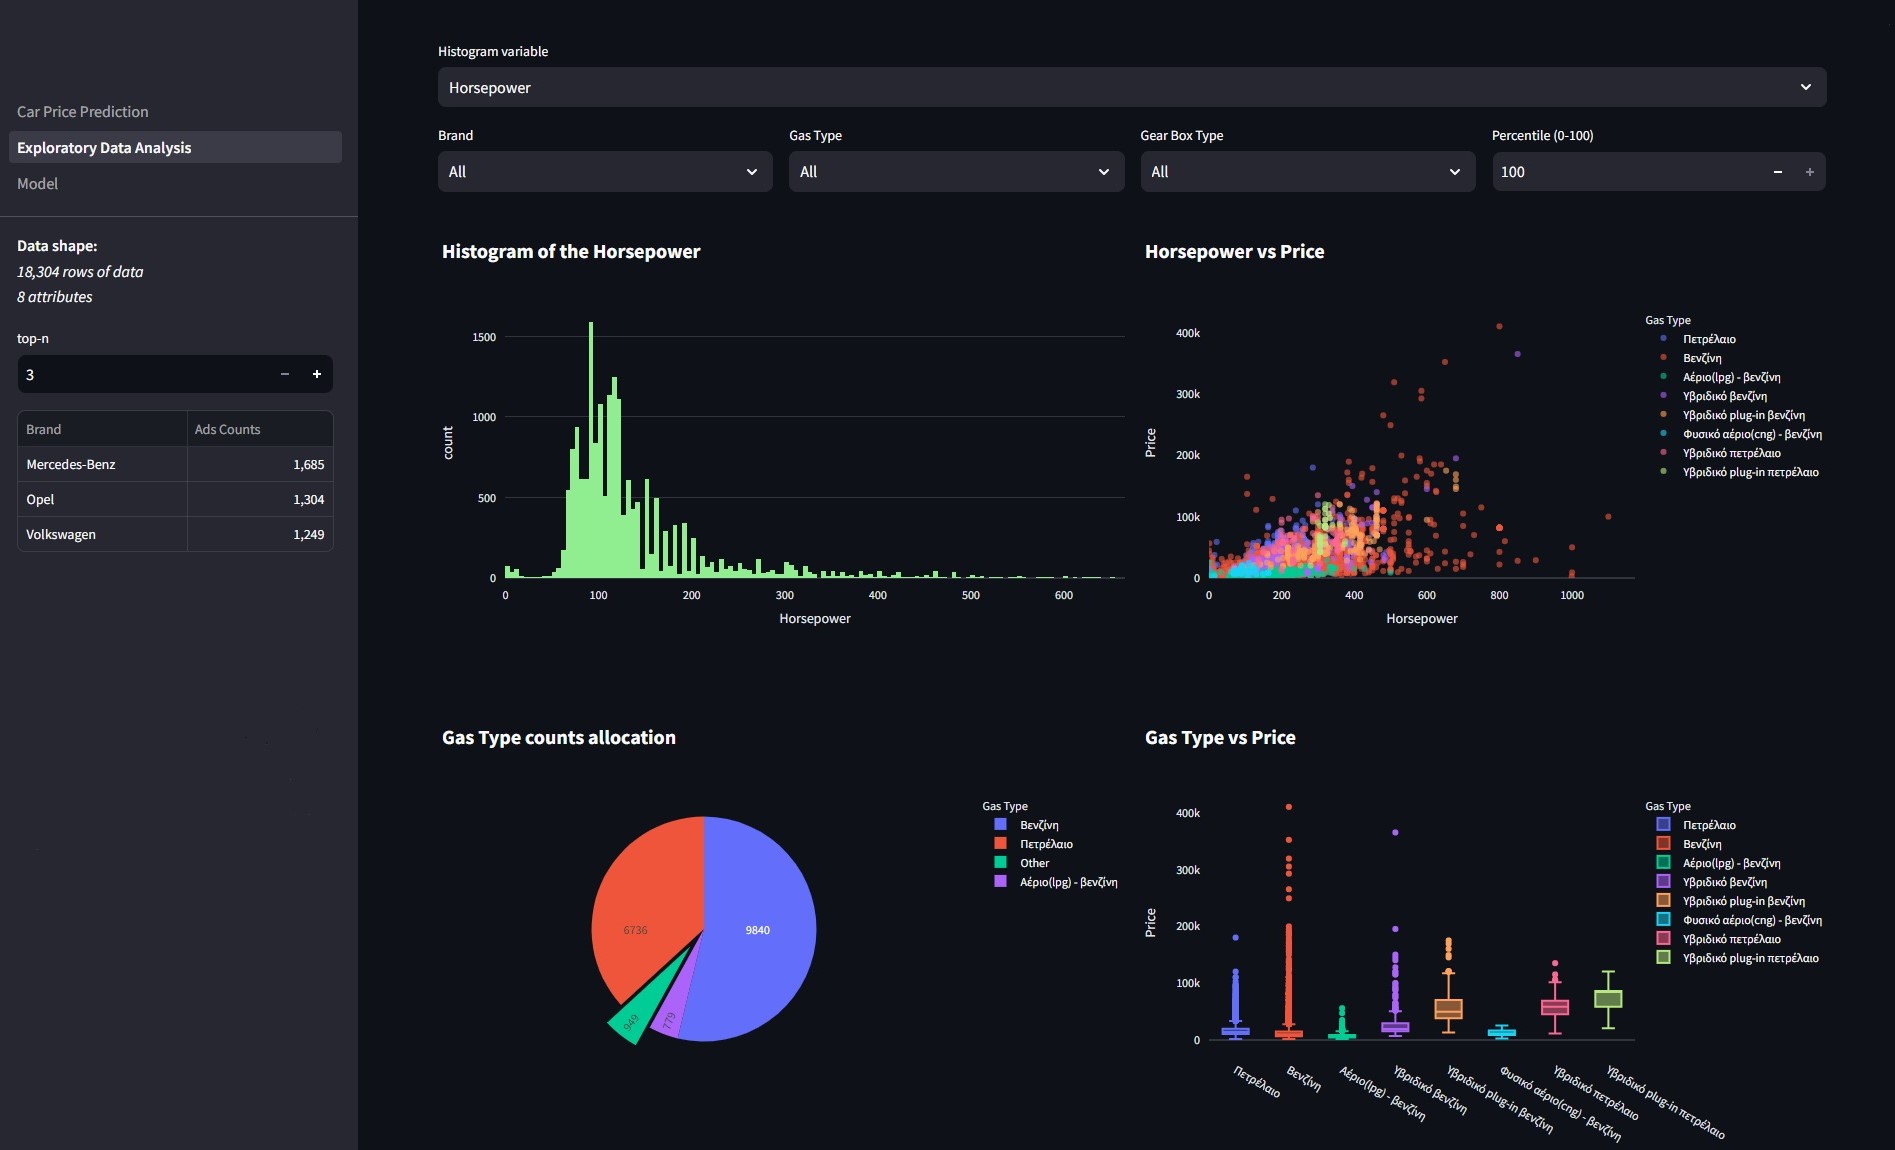 Car Price Prediction
Exploratory Data Analysis
Model
Data shape:
18,304 rows of data
8 attributes
top-n
3
Brand Ads Counts
Mercedes-Benz 1,685
Opel 1,304
Volkswagen 1,249
Histogram variable
Horsepower
Brand Gas Type Gear Box Type Percentile (0-100)
All All All 100
Histogram of the Horsepower
1500
1000
500
0
count
0 100 200 300 400 500 600
Horsepower
Horsepower vs Price
400k
300k
200k
100k
0
Price
0 200 400 600 800 1000
Horsepower
Gas Type
Πετρέλαιο
Βενζίνη
Αέριο(lpg) - βενζίνη
Υβριδικό βενζίνη
Υβριδικό plug-in βενζίνη
Φυσικό αέριο(cng) - βενζίνη
Υβριδικό πετρέλαιο
Υβριδικό plug-in πετρέλαιο
Gas Type counts allocation
6736
9840
949
779
Gas Type
Βενζίνη
Πετρέλαιο
Other
Αέριο(lpg) - βενζίνη
Gas Type vs Price
400k
300k
200k
100k
0
Price
Πετρέλαιο
Βενζίνη
Αέριο(lpg) - βενζίνη
Υβριδικό βενζίνη
Υβριδικό plug-in βενζίνη
Φυσικό αέριο(cng) - βενζίνη
Υβριδικό πετρέλαιο
Υβριδικό plug-in πετρέλαιο
Gas Type
Πετρέλαιο
Βενζίνη
Αέριο(lpg) - βενζίνη
Υβριδικό βενζίνη
Υβριδικό plug-in βενζίνη
Φυσικό αέριο(cng) - βενζίνη
Υβριδικό πετρέλαιο
Υβριδικό plug-in πετρέλαιο